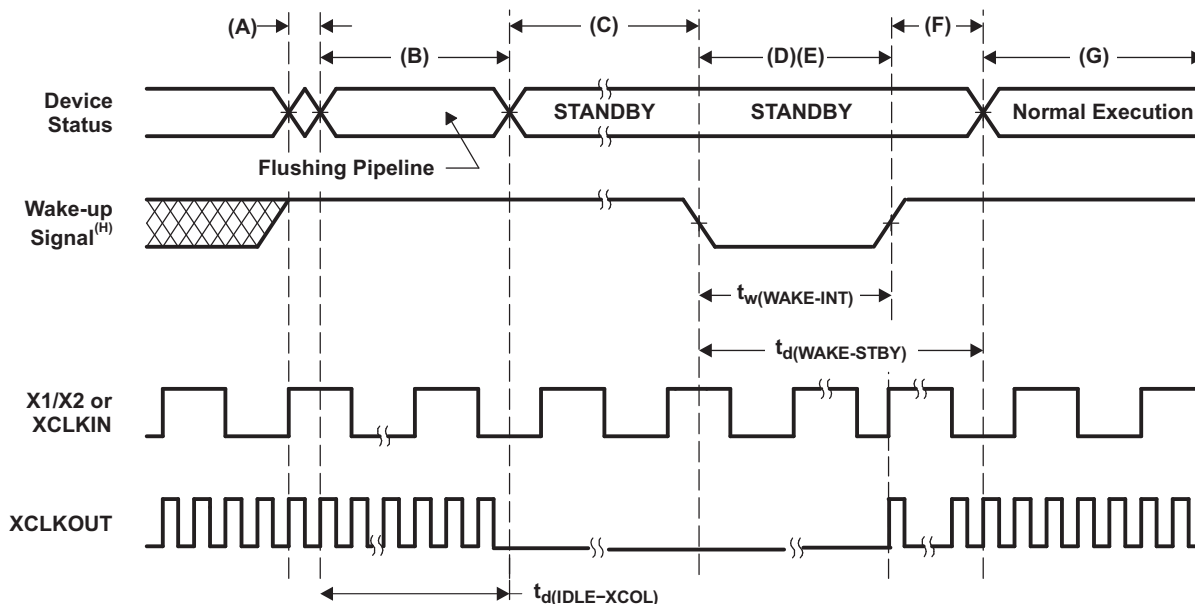 (A)
(C)
(F)
(B)
(D)(E)
(G)
Device
Status
STANDBY
STANDBY
Normal Execution
Flushing Pipeline
Wake-up
Signal(H)
tw(WAKE-INT)
td(WAKE-STBY)
X1/X2 or
XCLKIN
XCLKOUT
td(IDLE−XCOL)